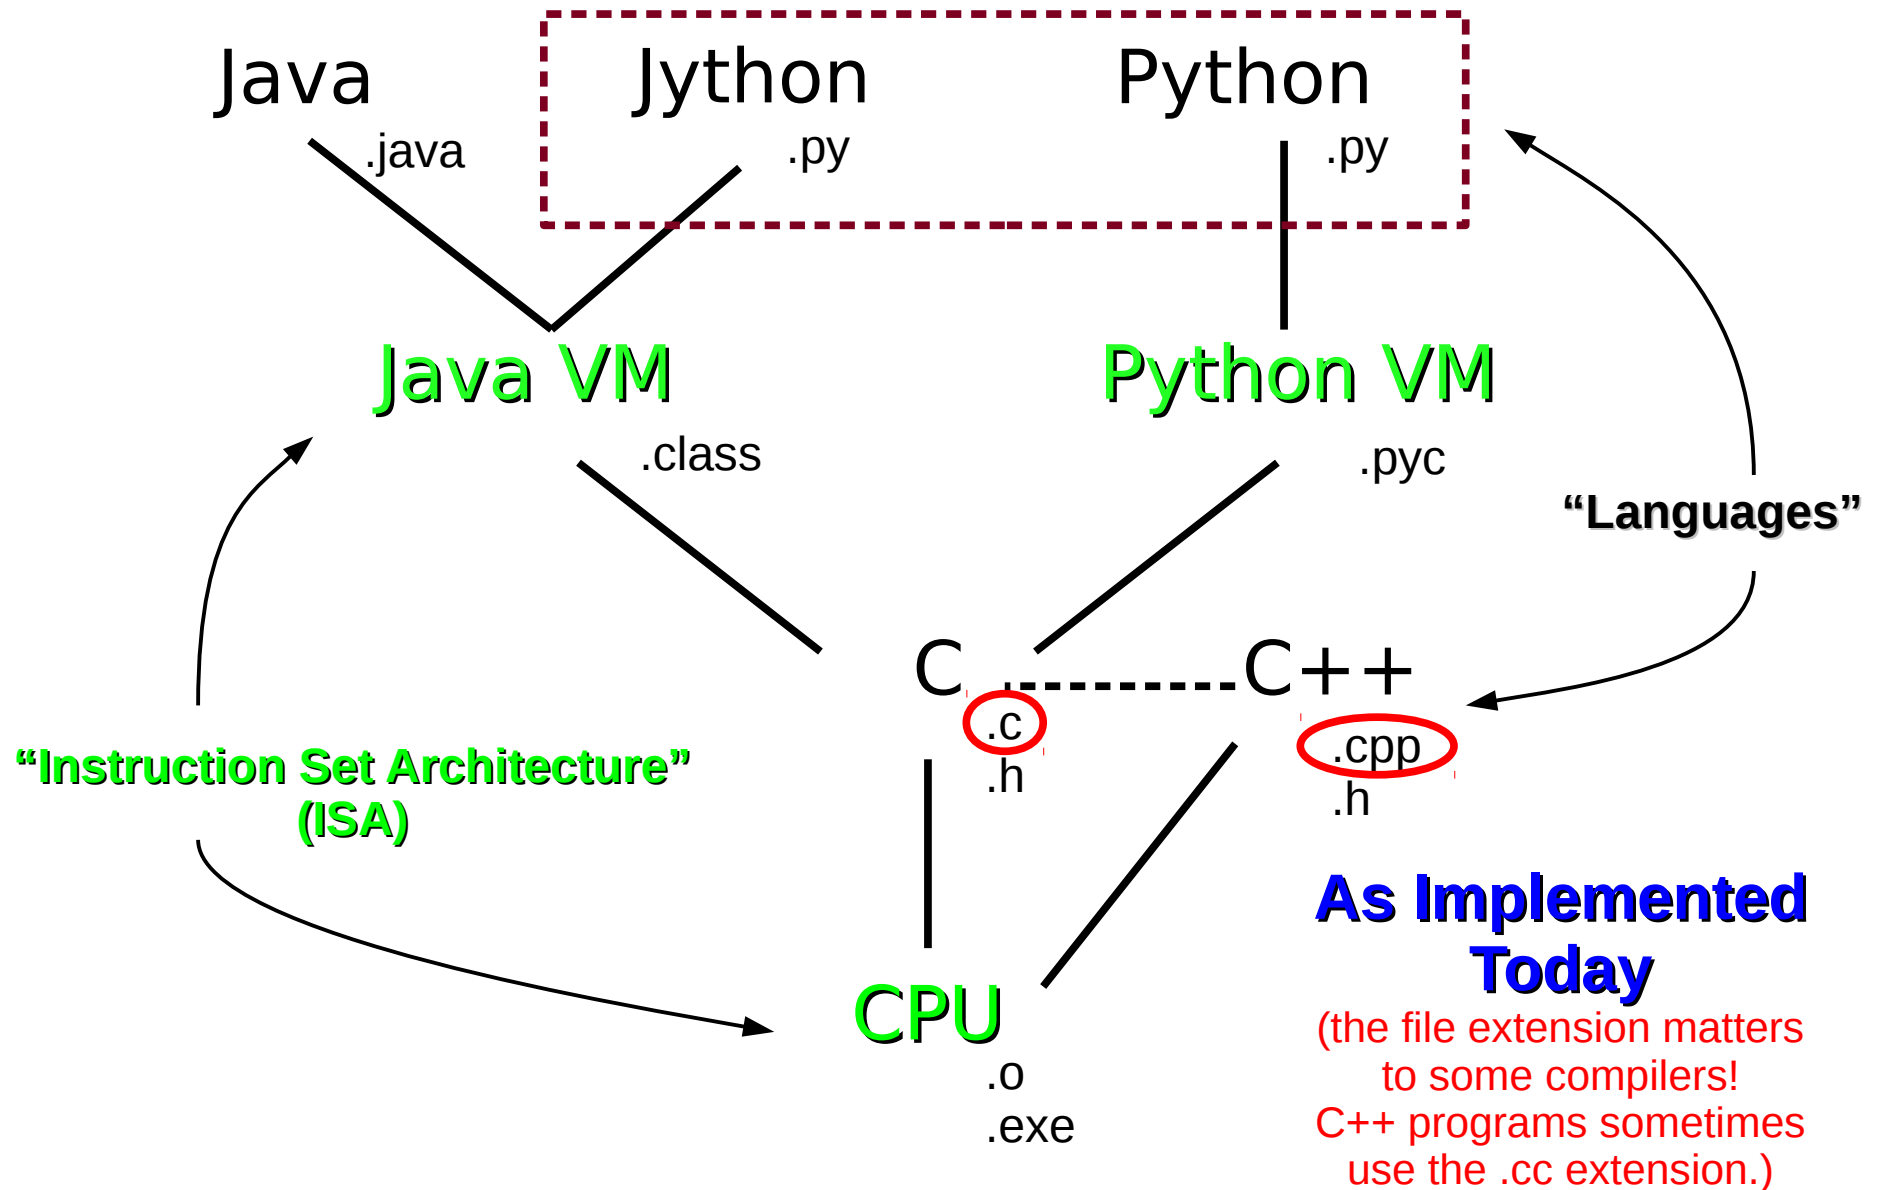 Java
Jython
Python
.java
.py
.py
Java VM
Python VM
.class
.pyc
“Languages”
C
C++
.c
.h
.cpp
.h
“Instruction Set Architecture”
(ISA)
CPU
.o
.exe
As Implemented
Today
(the file extension matters
to some compilers!
C++ programs sometimes
use the .cc extension.)